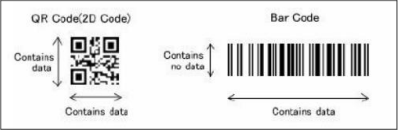 QR Code(2D Code)
Contains
data
Contains data
Bar Code
Contains
no data
Contains data